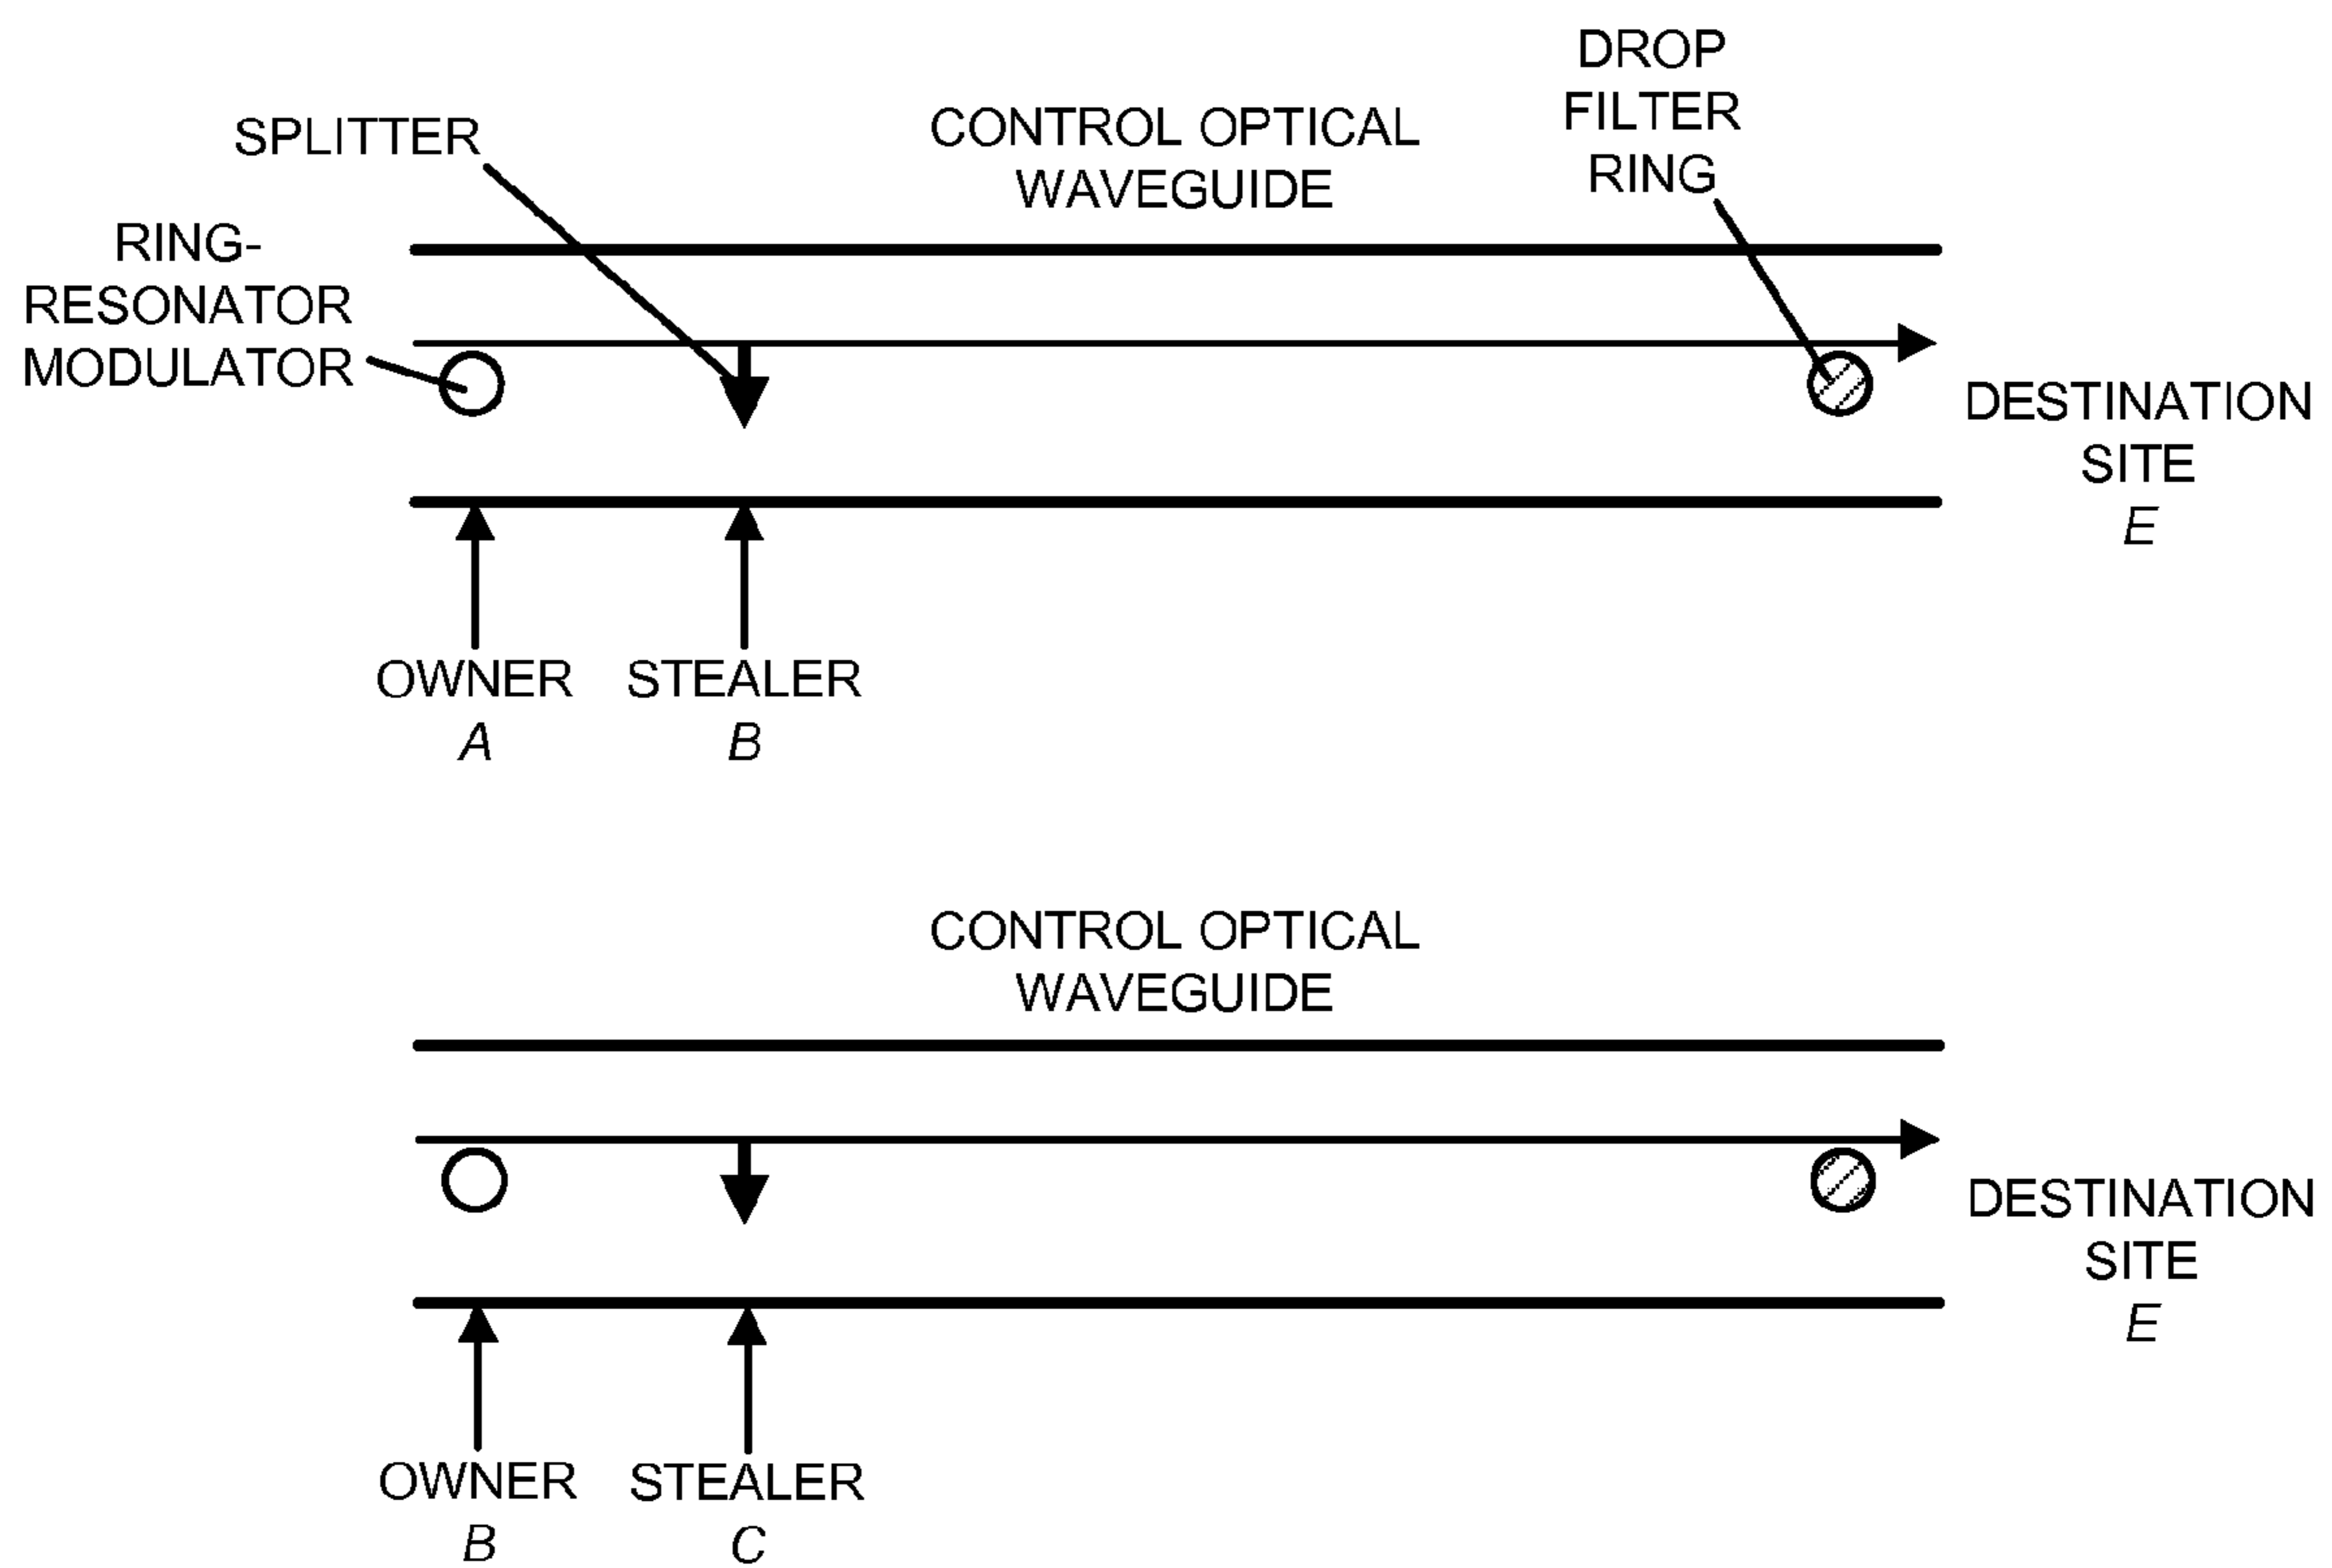 DROP
FILTER
RING
SPLITTER
CONTROL OPTICAL
WAVEGUIDE
RING-
RESONATOR
MODULATOR
DESTINATION
SITE
E
OWNER
A
STEALER
B
CONTROL OPTICAL
WAVEGUIDE
DESTINATION
SITE
E
OWNER
B
STEALER
C